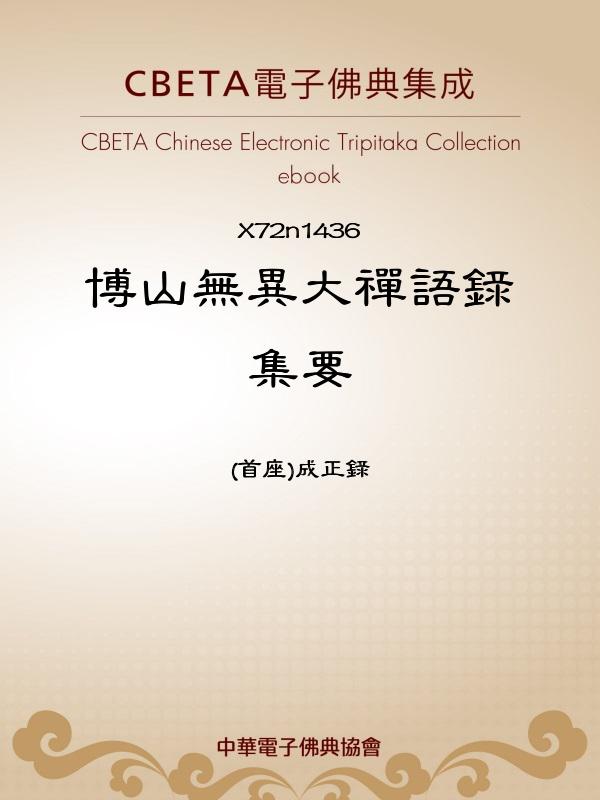 CBETA電子佛典集成
CBETA Chinese Electronic Tripitaka Collection
ebook
X72n1436
博山無異大禪語錄
集要
(首座)成正錄
中華電子佛典協會